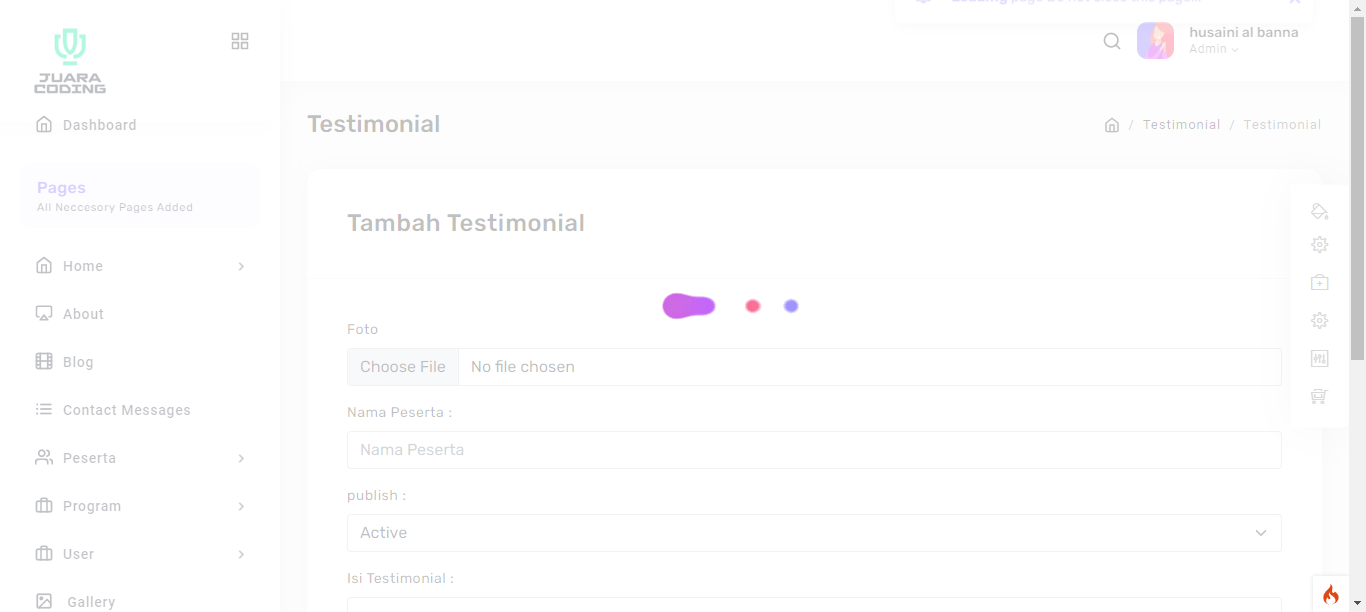 Loading page Do not close this page...
JUARA
CODING
husaini al banna
Admin
Dashboard
Testimonial
/ Testimonial / Testimonial
Pages
All Neccesory Pages Added
Tambah Testimonial
Home
About
Foto
Blog
Choose File No file chosen
Contact Messages
Nama Peserta :
Nama Peserta
Peserta
publish :
Program
Active
User
Isi Testimonial :
Gallery